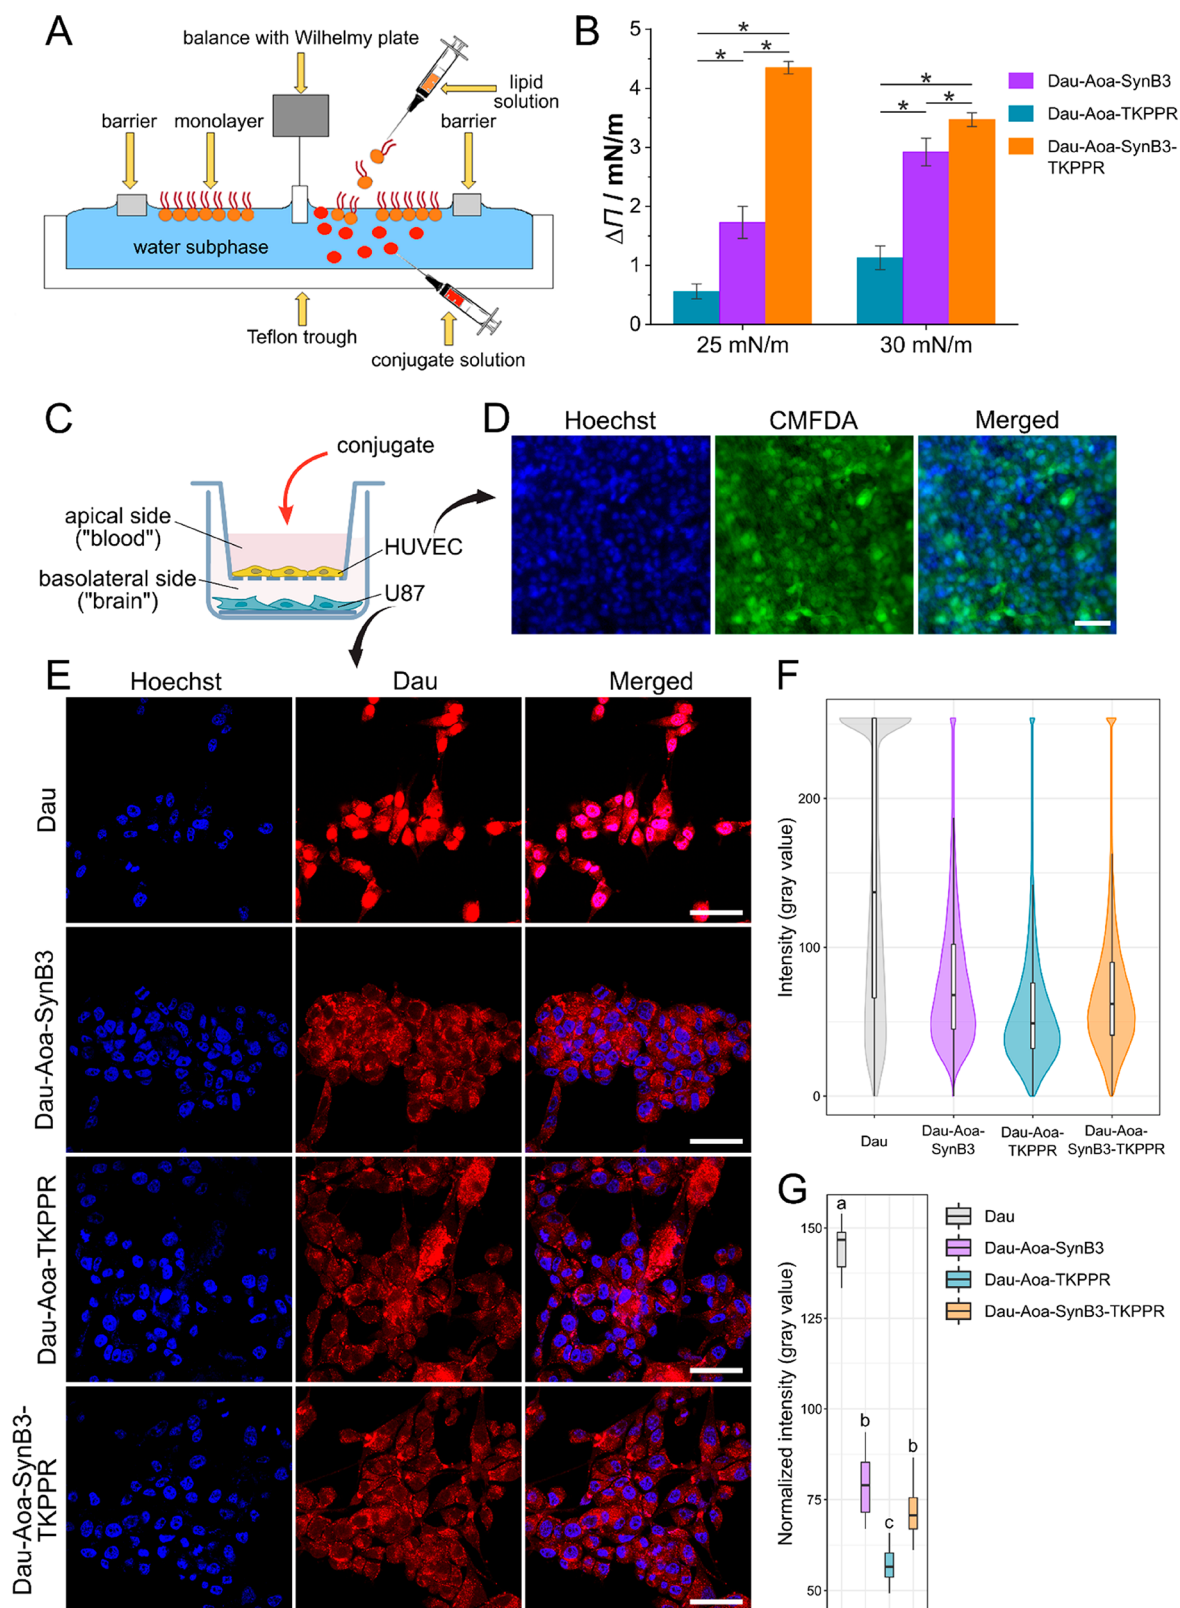 A
balance with Wilhelmy plate
lipid
solution
barrier
monolayer
barrier
water subphase
Teflon trough
conjugate solution
B
ΔΠ / mN/m
5
4
3
2
1
0
*
*
*
*
*
*
25 mN/m
30 mN/m
Dau-Aoa-SynB3
Dau-Aoa-TKPPR
Dau-Aoa-SynB3-
TKPPR
C
conjugate
apical side
("blood")
HUVEC
basolateral side
("brain")
U87
D
Hoechst
CMFDA
Merged
E
Hoechst
Dau
Merged
Dau
Dau-Aoa-SynB3
Dau-Aoa-TKPPR
Dau-Aoa-SynB3-
TKPPR
F
Intensity (gray value)
200
100
0
Dau
Dau-Aoa-
SynB3
Dau-Aoa-
TKPPR
Dau-Aoa-
SynB3-TKPPR
G
Normalized intensity (gray value)
150
125
100
75
50
a
b
c
b
Dau
Dau-Aoa-SynB3
Dau-Aoa-TKPPR
Dau-Aoa-SynB3-TKPPR